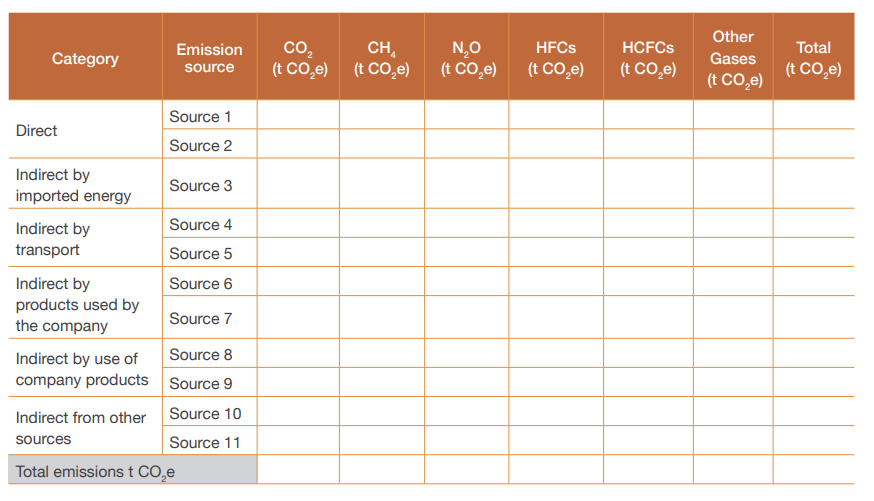 Category
Emission
source
CO₂
(t CO₂e)
CH₄
(t CO₂e)
N₂O
(t CO₂e)
HFCs
(t CO₂e)
HCFCs
(t CO₂e)
Other
Gases
(t CO₂e)
Total
(t CO₂e)
Direct
Source 1
Source 2
Indirect by
imported energy
Source 3
Indirect by
transport
Source 4
Source 5
Indirect by
products used by
the company
Source 6
Source 7
Indirect by use of
company products
Source 8
Source 9
Indirect from other
sources
Source 10
Source 11
Total emissions t CO₂e